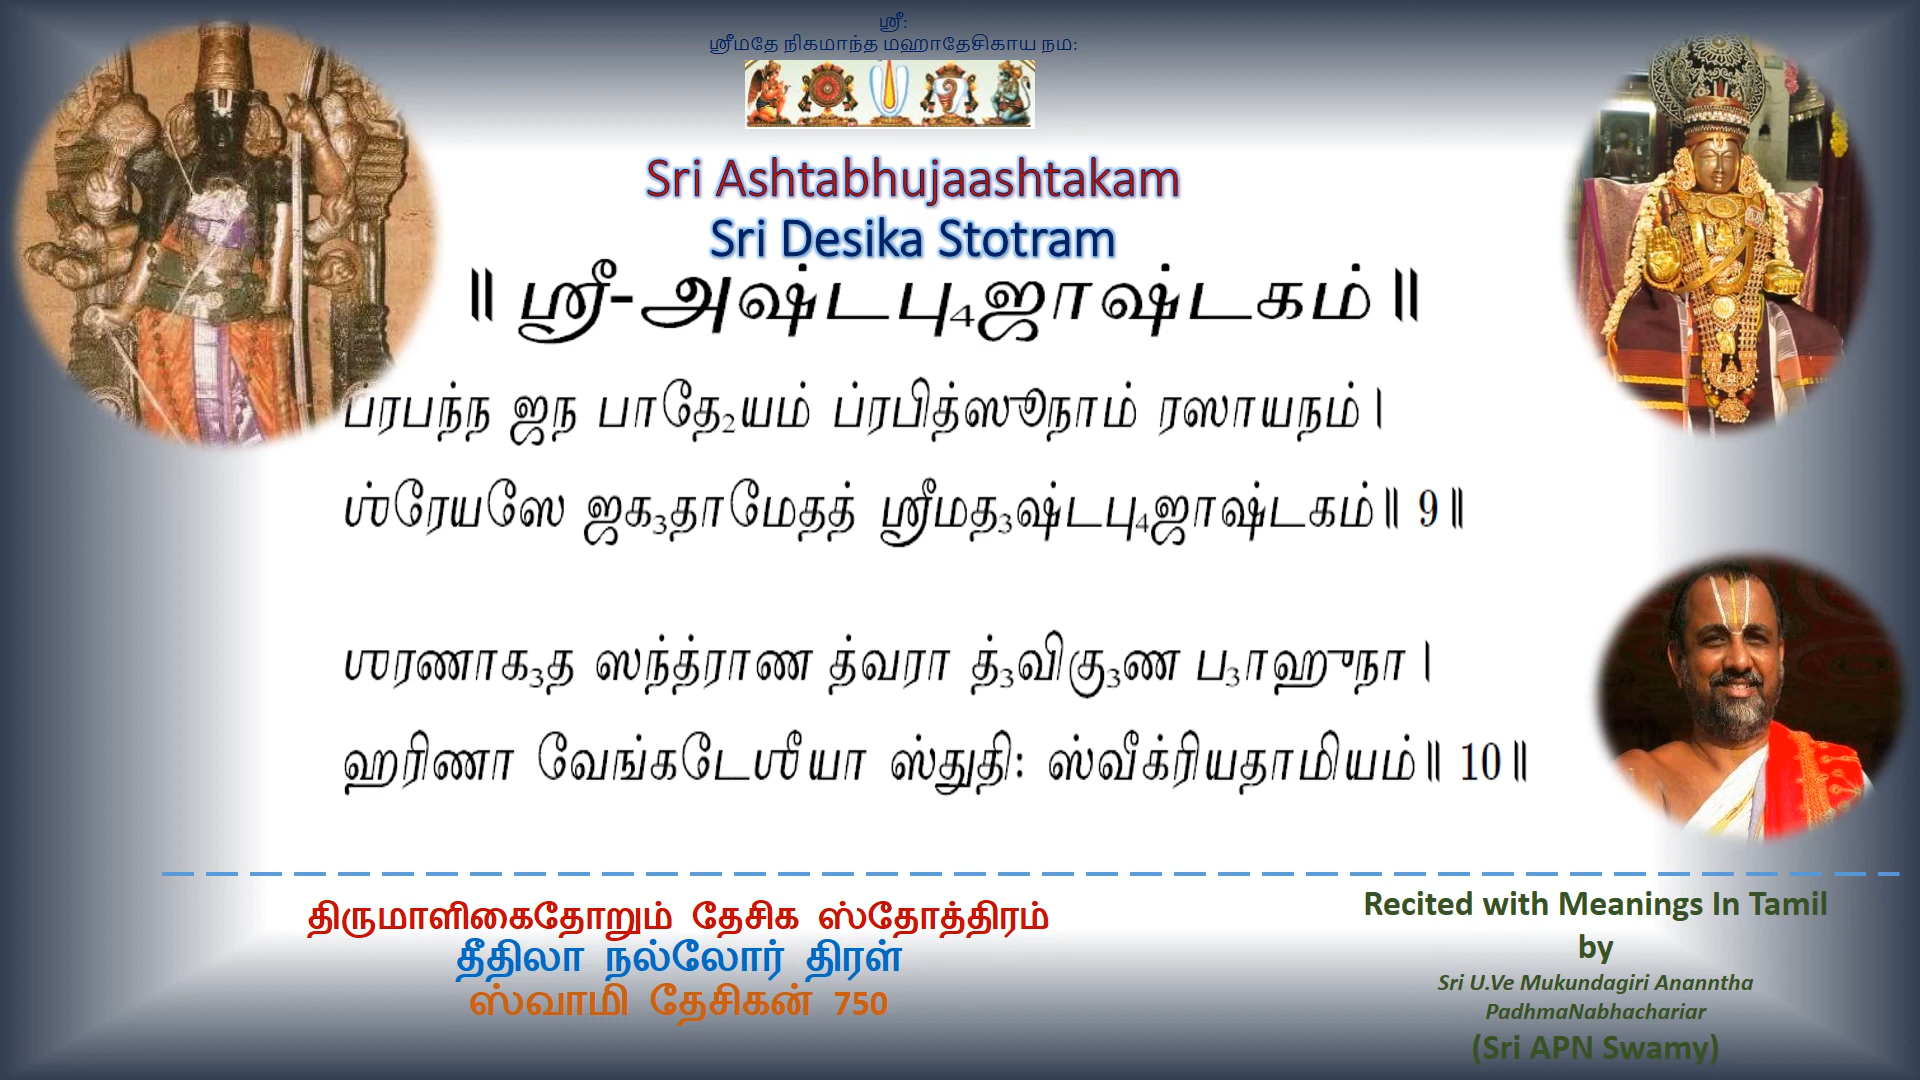 ஸ்ரீ:
ஸ்ரீமதே நிகமாந்த மஹாதேசிகாய நம:
Sri Ashtabhujaashtakam
Sri Desika Stotram
॥ ஸ்ரீ-அஷ்டபு₄ஜாஷ்டகம் ॥
ப்ரபந்ந ஜந பாதே₂யம் ப்ரபித்ஸூநாம் ரஸாயநம்।
ஶ்ரேயஸே ஜக₃தாமேதத் ஸ்ரீமத₃ஷ்டபு₄ஜாஷ்டகம்॥ 9॥
ஶரணாக₃த ஸந்த்ராண த்வரா த்₃விகு₃ண ப₃ாஹுநா।
ஹரிணா வேங்கடேஶீயா ஸ்துதி: ஸ்வீக்ரியதாமியம்॥ 10॥
திருமாளிகைதோறும் தேசிக ஸ்தோத்திரம்
தீதிலா நல்லோர் திரள்
ஸ்வாமி தேசிகன் 750
Recited with Meanings In Tamil
by
Sri U.Ve Mukundagiri Ananntha
PadhmaNabhachariar
(Sri APN Swamy)